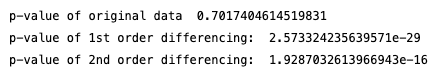 p-value of original data 0.7017404614519831
p-value of 1st order differencing: 2.573324235639571e-29
p-value of 2nd order differencing: 1.9287032613966943e-16